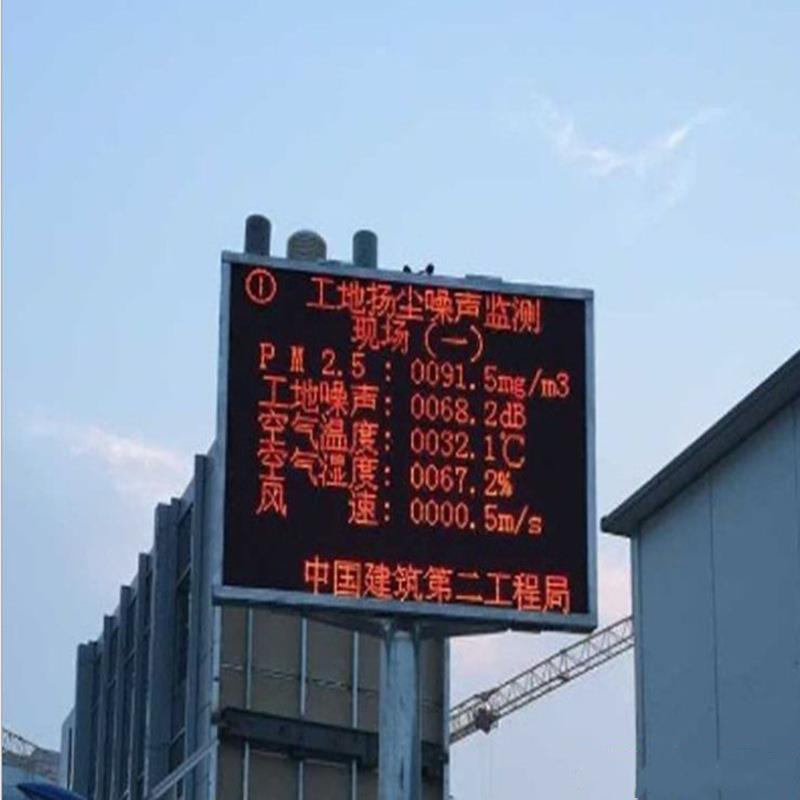 ① 工地扬尘噪声监测
现场(一)
PM2.5:0091.5mg/m3
工地噪声:0068.2dB
空气温度:0032.1℃
空气湿度:0067.2%
风速:0000.5m/s
中国建筑第二工程局